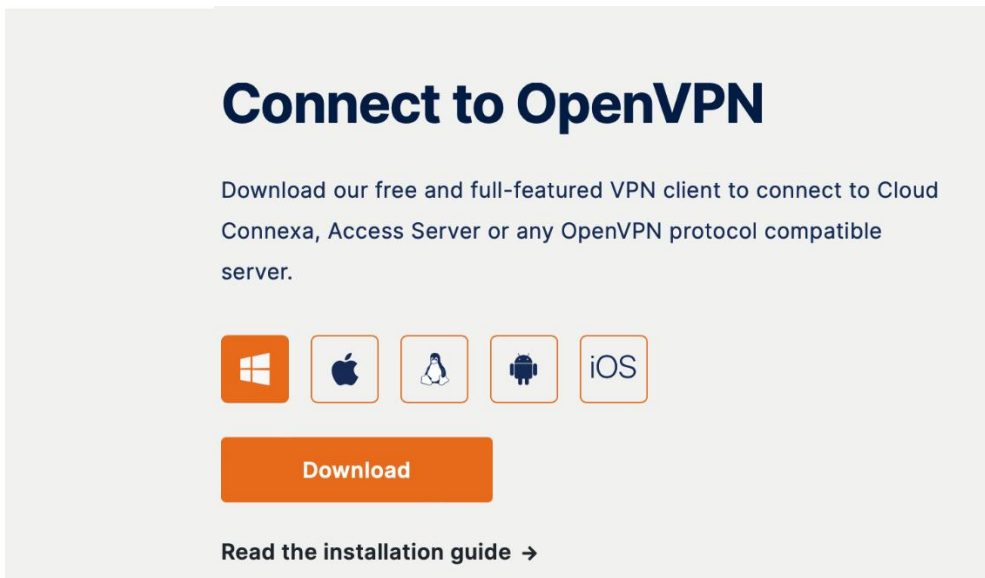 Connect to OpenVPN
Download our free and full-featured VPN client to connect to Cloud
Connexa, Access Server or any OpenVPN protocol compatible
server.
iOS
Download
Read the installation guide →